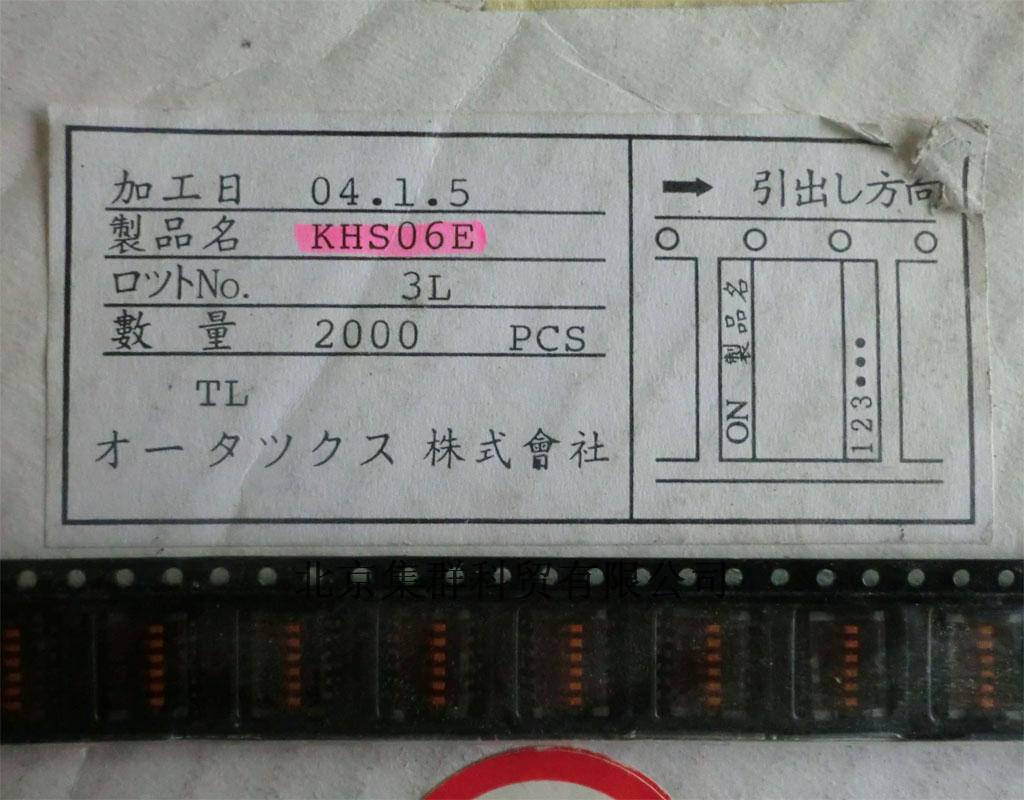 加工日 04.1.5
製品名 KHS06E
ロットNo. 3L
數量 2000 PCS
TL
オータックス株式會社
➡ 引出し方向
ON 製品名
123•••
北京集群科贸有限公司